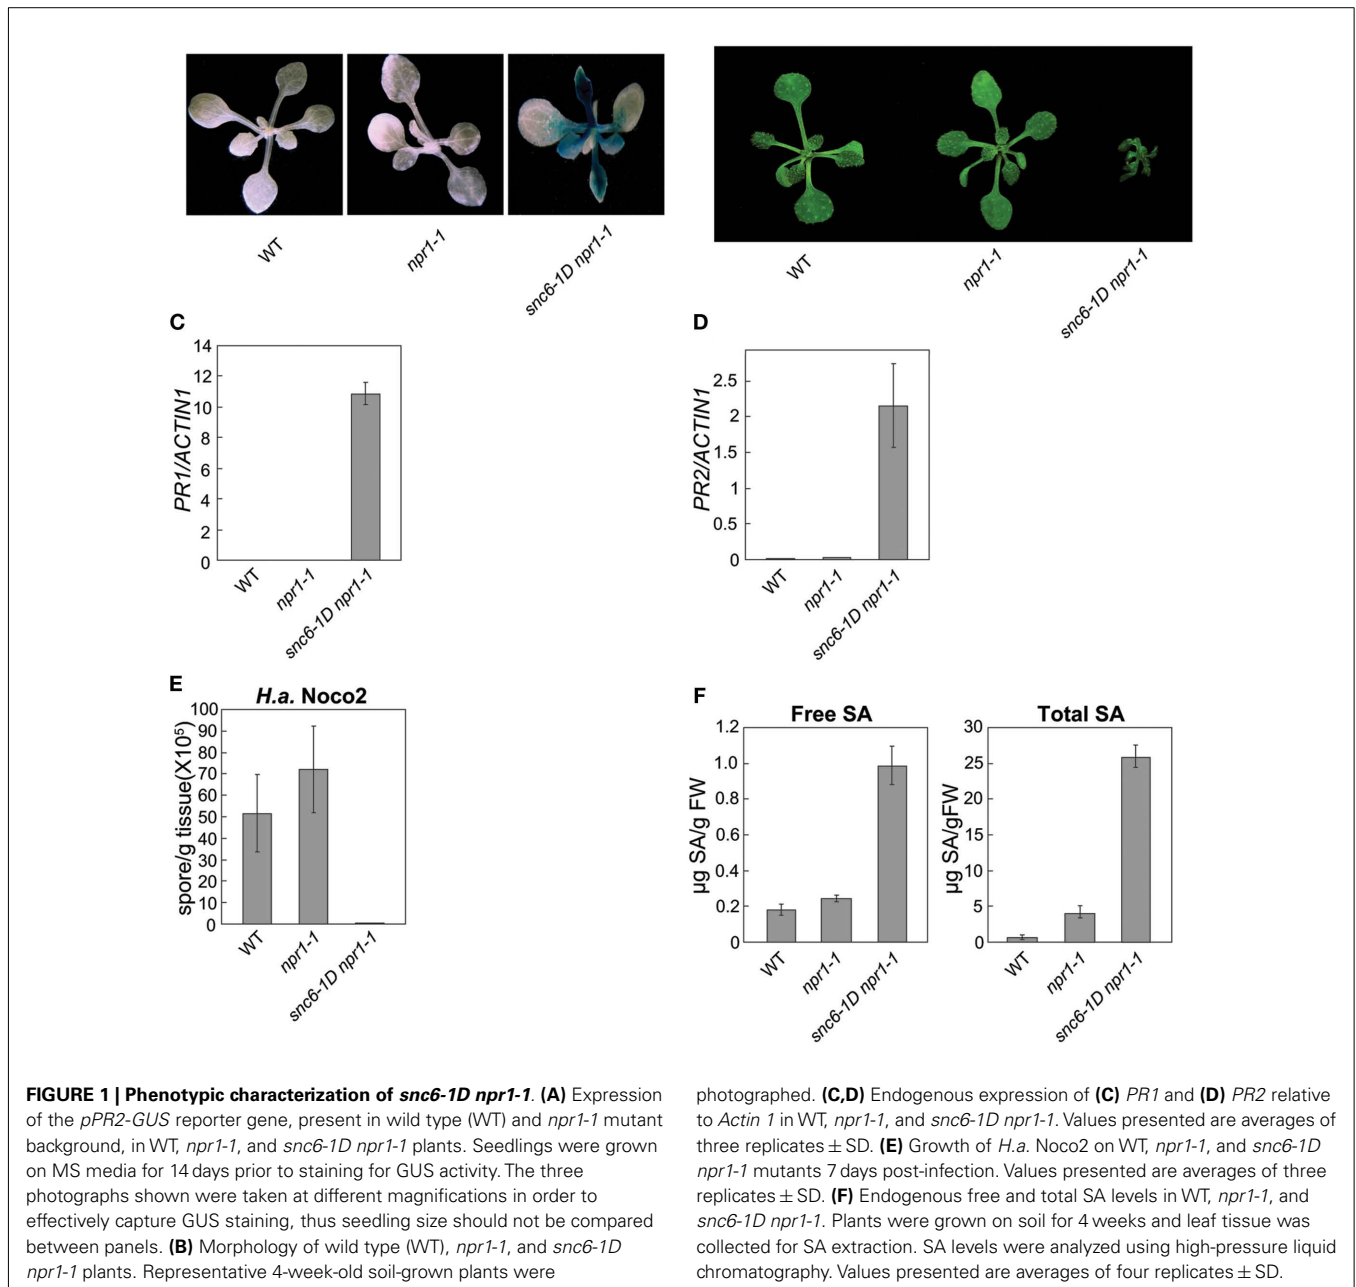 WT
npr1-1
snc6-1D npr1-1
WT
npr1-1
snc6-1D npr1-1
C
PR1/ACTIN1
14
12
10
8
6
4
2
0
WT
npr1-1
snc6-1D npr1-1
D
PR2/ACTIN1
2.5
2
1.5
1
0.5
0
WT
npr1-1
snc6-1D npr1-1
E
H.a. Noco2
spore/g tissue(X10⁵)
100
90
80
70
60
50
40
30
20
10
0
WT
npr1-1
snc6-1D npr1-1
F
Free SA
µg SA/g FW
1.2
1.0
0.8
0.6
0.4
0.2
0
WT
npr1-1
snc6-1D npr1-1
Total SA
µg SA/gFW
30
25
20
15
10
5
0
WT
npr1-1
snc6-1D npr1-1
FIGURE 1 | Phenotypic characterization of snc6-1D npr1-1. (A) Expression
of the pPR2-GUS reporter gene, present in wild type (WT) and npr1-1 mutant
background, in WT, npr1-1, and snc6-1D npr1-1 plants. Seedlings were grown
on MS media for 14 days prior to staining for GUS activity. The three
photographs shown were taken at different magnifications in order to
effectively capture GUS staining, thus seedling size should not be compared
between panels. (B) Morphology of wild type (WT), npr1-1, and snc6-1D
npr1-1 plants. Representative 4-week-old soil-grown plants were
photographed. (C,D) Endogenous expression of (C) PR1 and (D) PR2 relative
to Actin 1 in WT, npr1-1, and snc6-1D npr1-1. Values presented are averages of
three replicates ± SD. (E) Growth of H.a. Noco2 on WT, npr1-1, and snc6-1D
npr1-1 mutants 7 days post-infection. Values presented are averages of three
replicates ± SD. (F) Endogenous free and total SA levels in WT, npr1-1, and
snc6-1D npr1-1. Plants were grown on soil for 4 weeks and leaf tissue was
collected for SA extraction. SA levels were analyzed using high-pressure liquid
chromatography. Values presented are averages of four replicates ± SD.